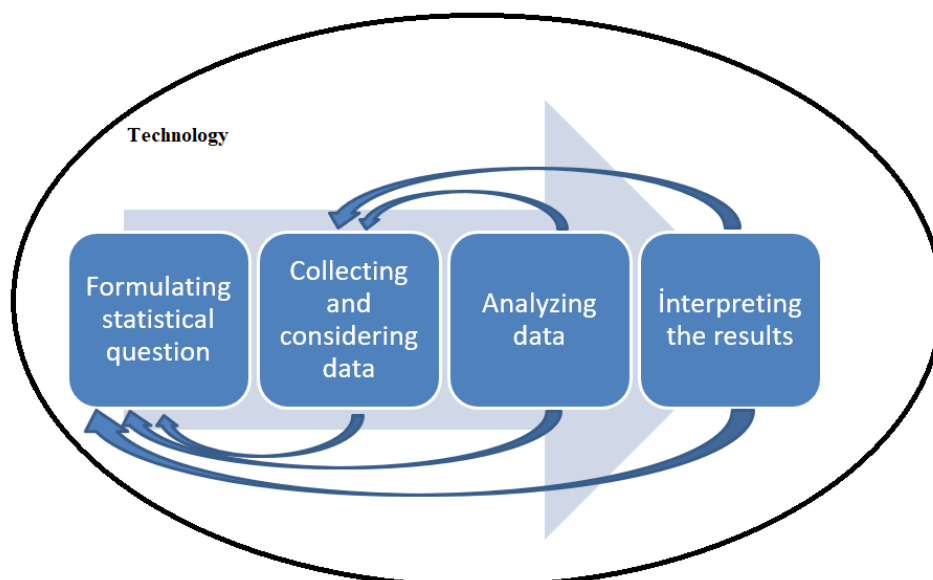 Technology
Formulating
statistical
question
Collecting
and
considering
data
Analyzing
data
İnterpreting
the results